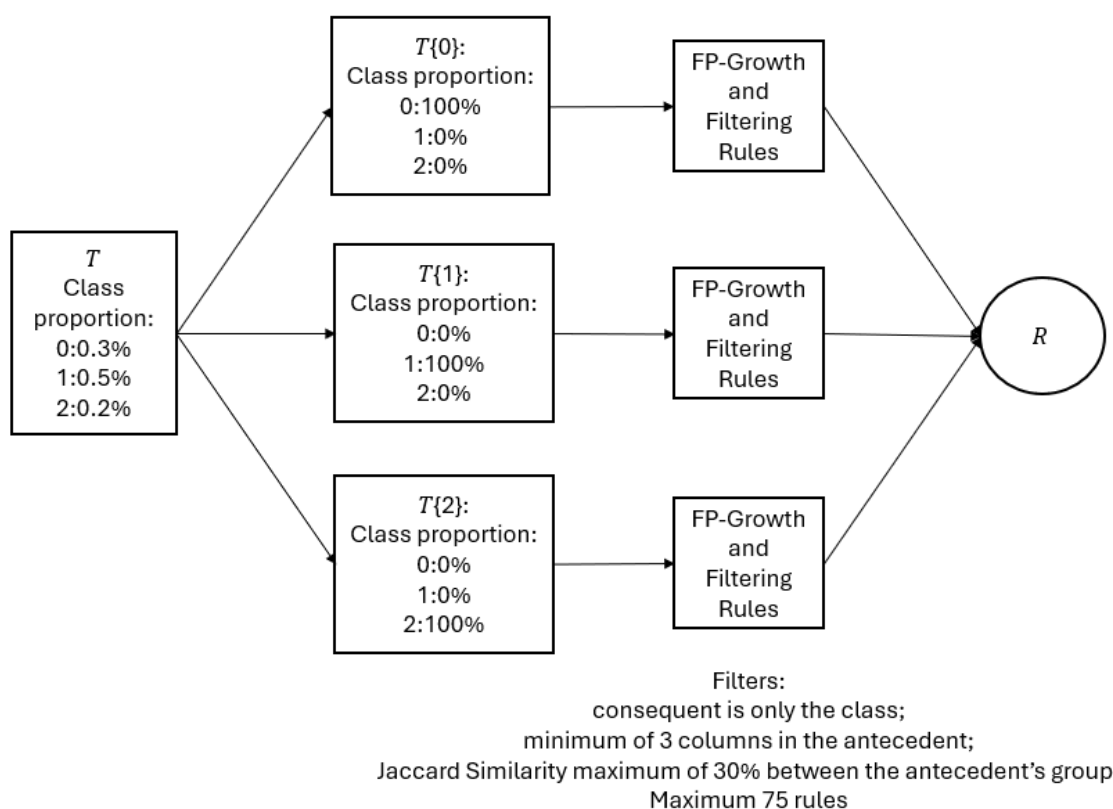 T
Class
proportion:
0:0.3%
1:0.5%
2:0.2%
T{0}:
Class proportion:
0:100%
1:0%
2:0%
FP-Growth
and
Filtering
Rules
T{1}:
Class proportion:
0:0%
1:100%
2:0%
FP-Growth
and
Filtering
Rules
T{2}:
Class proportion:
0:0%
1:0%
2:100%
FP-Growth
and
Filtering
Rules
R
Filters:
consequent is only the class;
minimum of 3 columns in the antecedent;
Jaccard Similarity maximum of 30% between the antecedent’s group
Maximum 75 rules